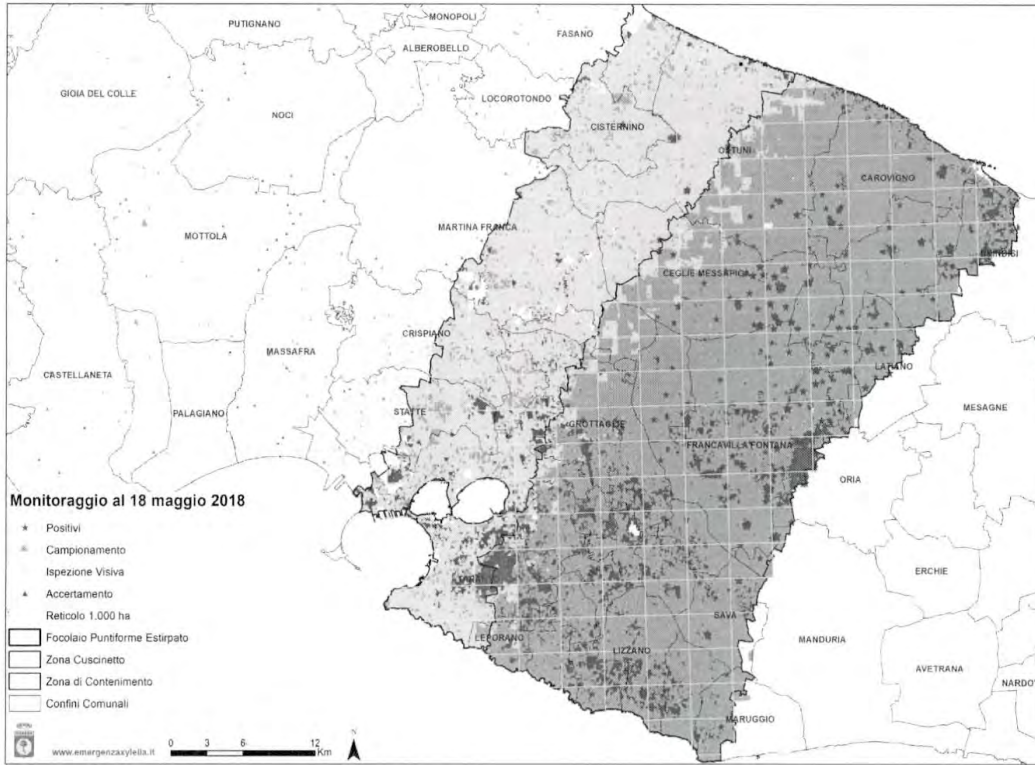 PUTIGNANO
MONOPOLI
ALBEROBELLO
FASANO
GIOIA DEL COLLE
NOCI
LOCOROTONDO
CISTERNINO
OSTUNI
CAROVIGNO
MOTTOLA
MARTINA FRANCA
BRINDISI
CEGLIE MESSAPICA
CRISPIANO
MASSAFRA
LATIANO
CASTELLANETA
MESAGNE
PALAGIANO
STATTE
GROTTAGLIE
FRANCAVILLA FONTANA
ORIA
ERCHIE
SAVA
LEPORANO
LIZZANO
MANDURIA
AVETRANA
MARUGGIO
Monitoraggio al 18 maggio 2018
Positivi
Campionamento
Ispezione Visiva
Accertamento
Reticolo 1.000 ha
Focolaio Puntiforme Estirpato
Zona Cuscinetto
Zona di Contenimento
Confini Comunali
www.emergenzaxylella.it
0 3 6 12
Km